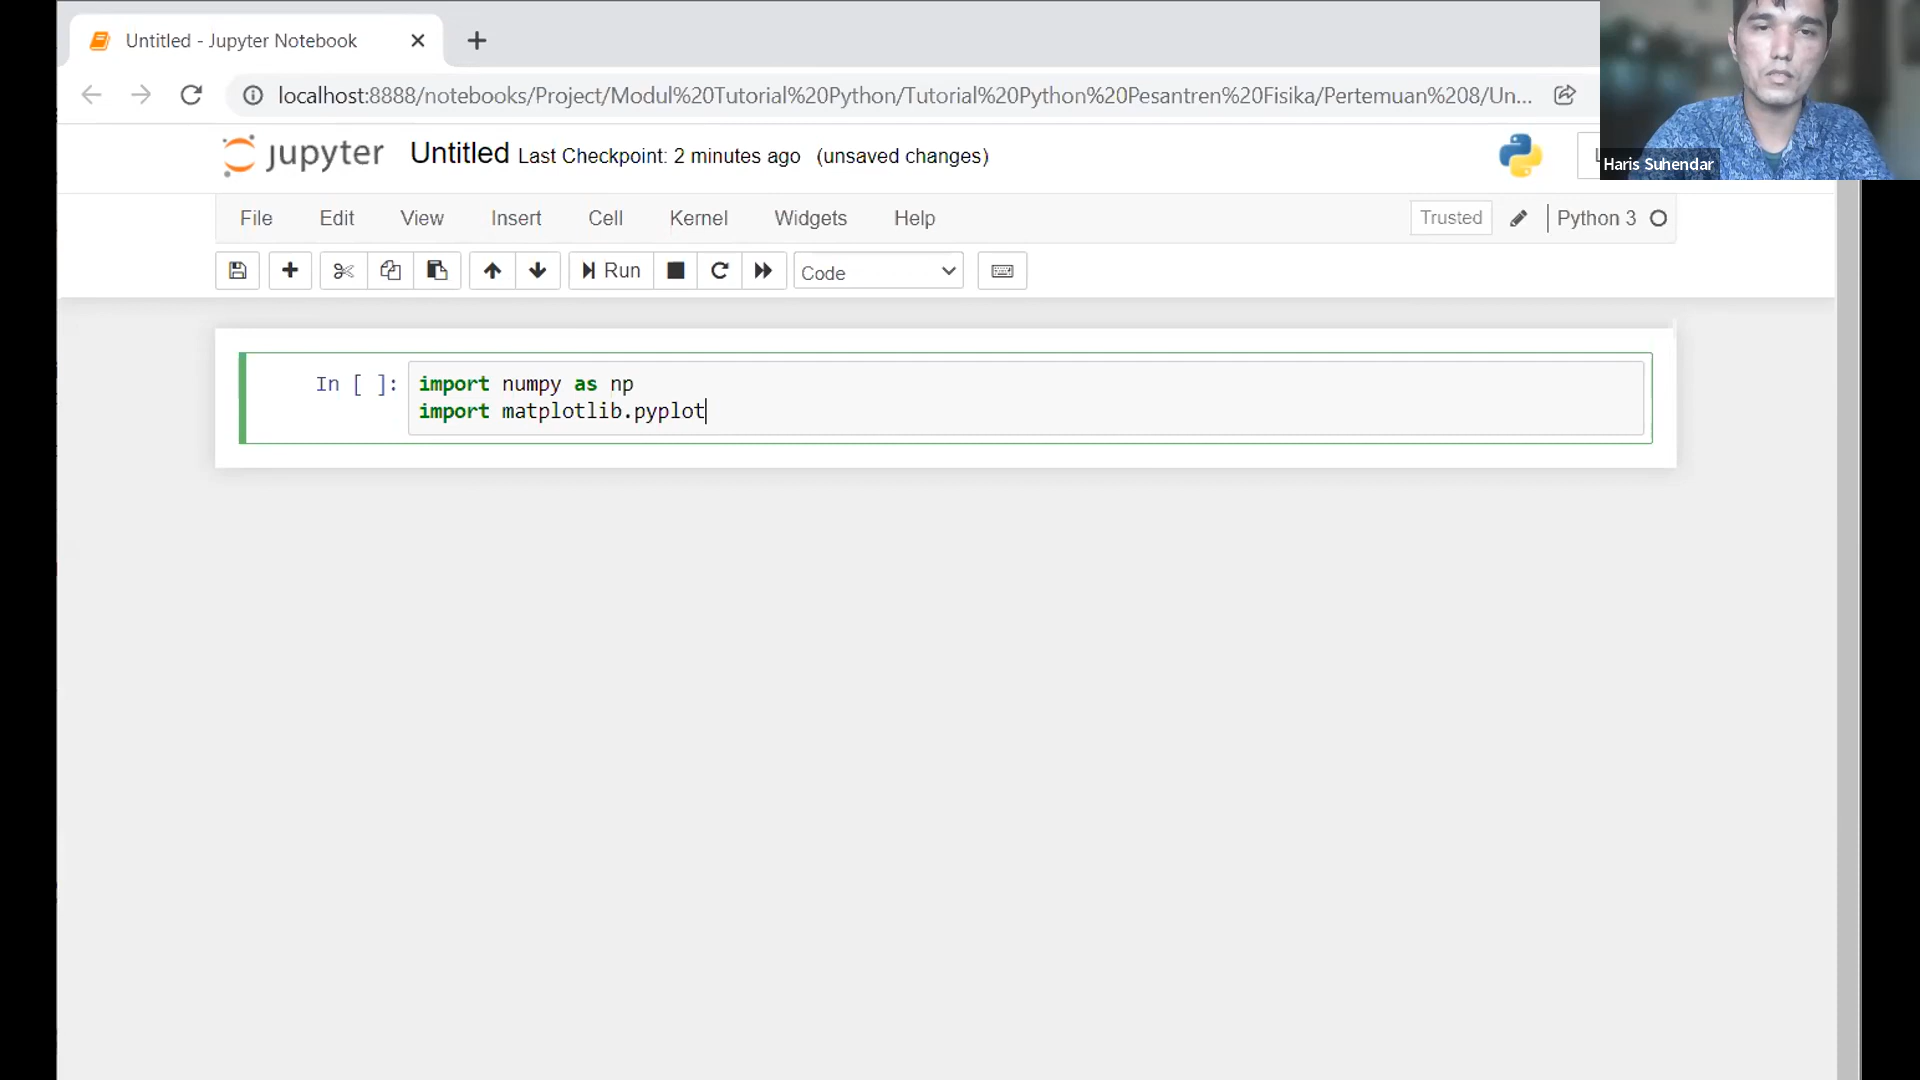 Untitled - Jupyter Notebook
localhost:8888/notebooks/Project/Modul%20Tutorial%20Python/Tutorial%20Python%20Pesantren%20Fisika/Pertemuan%208/Un...
Haris Suhendar
jupyter Untitled Last Checkpoint: 2 minutes ago (unsaved changes)
File Edit View Insert Cell Kernel Widgets Help Trusted Python 3
Run Code
In [ ]: import numpy as np
import matplotlib.pyplot